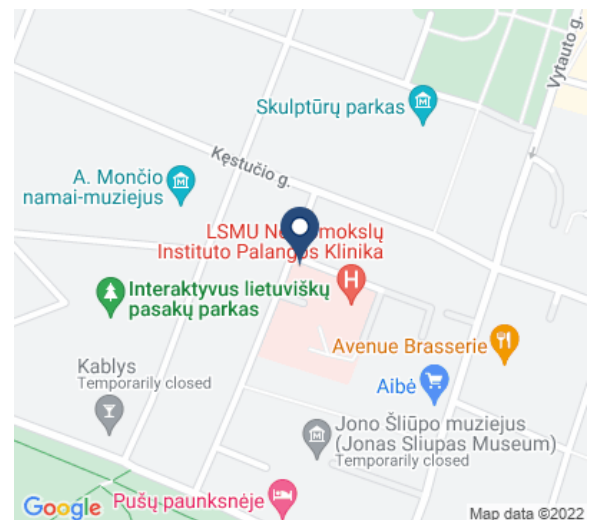 Vytauto g.
Skulptūrų parkas
Kęstučio g.
A. Mončio
namai-muziejus
LSMU N mokslų
Instituto Palangos Klinika
Interaktyvus lietuviškų
pasakų parkas
Avenue Brasserie
Kablys
Temporarily closed
Aibė
Jono Šliūpo muziejus
(Jonas Sliupas Museum)
Temporarily closed
Pušų paunksnėje
Google
Map data ©2022